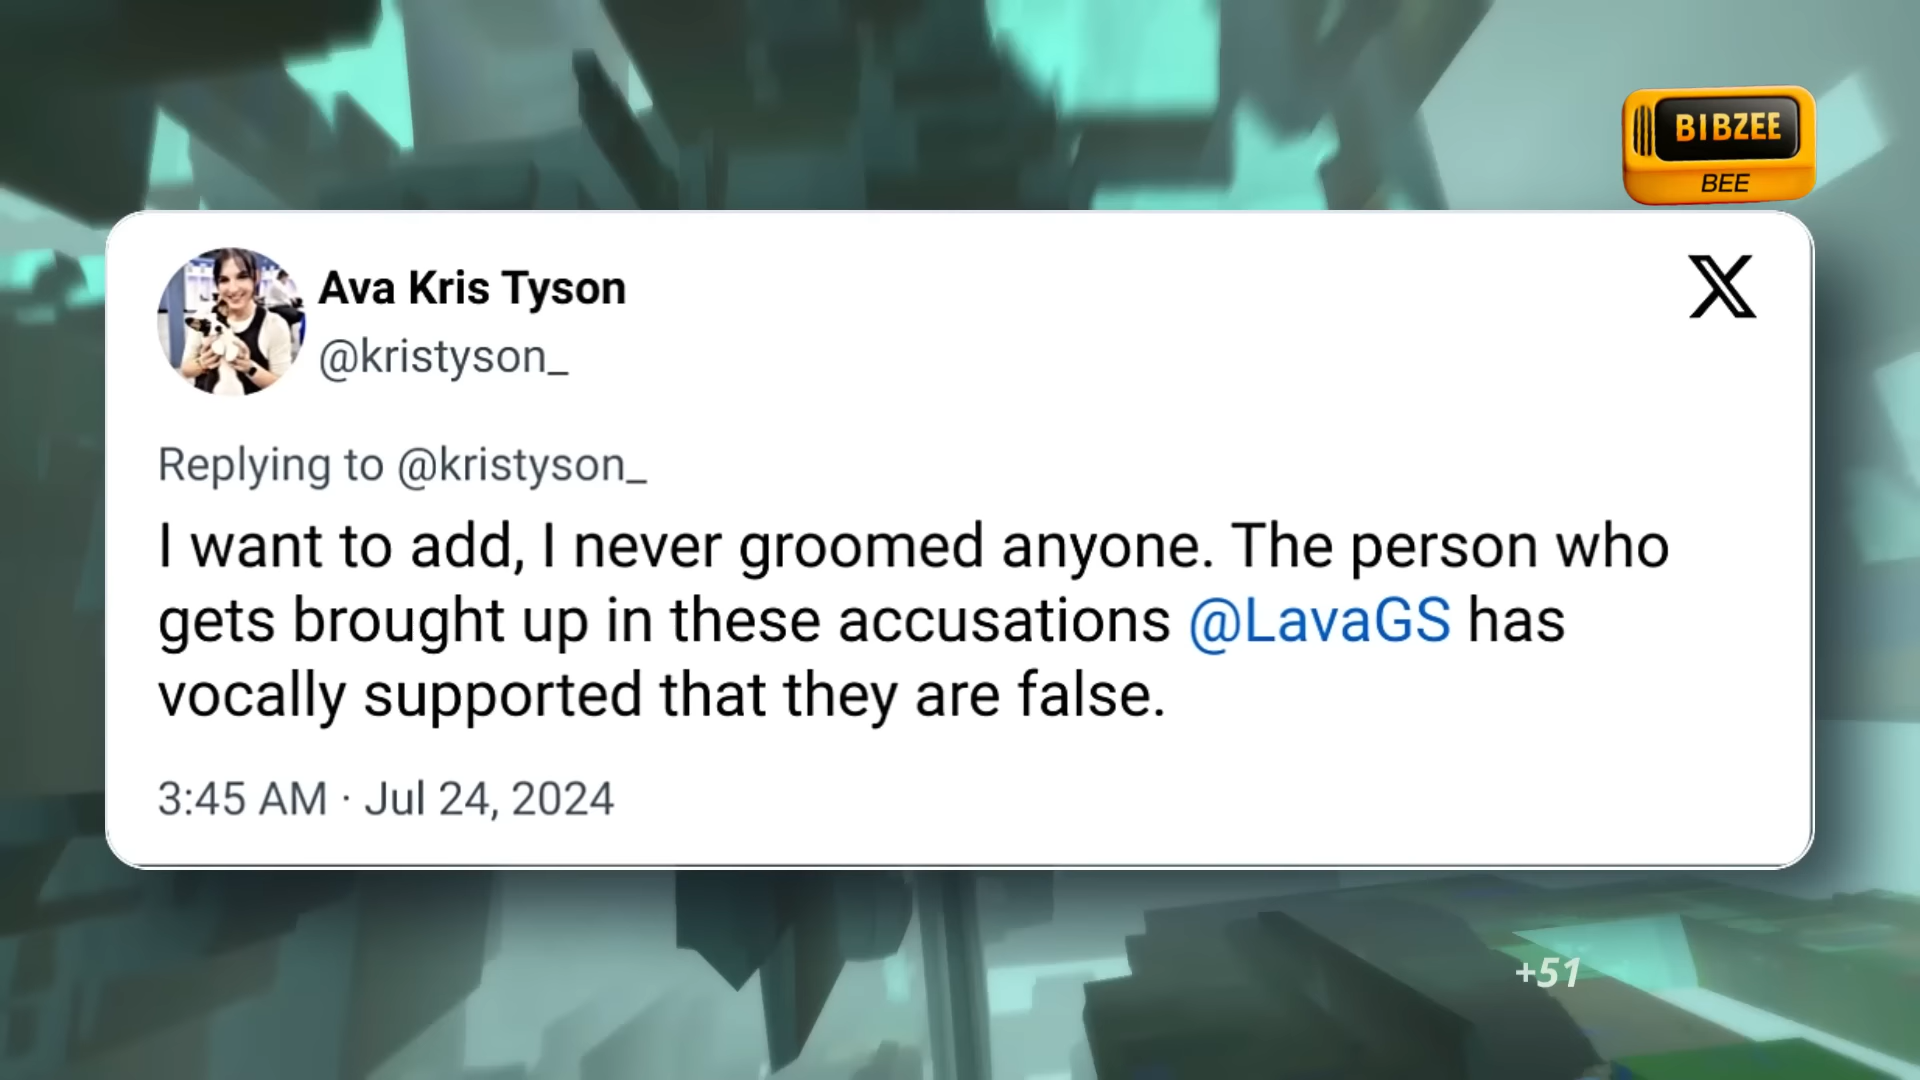 BIBZEE
BEE
Ava Kris Tyson
@kristyson_
Replying to @kristyson_
I want to add, I never groomed anyone. The person who
gets brought up in these accusations @LavaGS has
vocally supported that they are false.
3:45 AM · Jul 24, 2024
+51